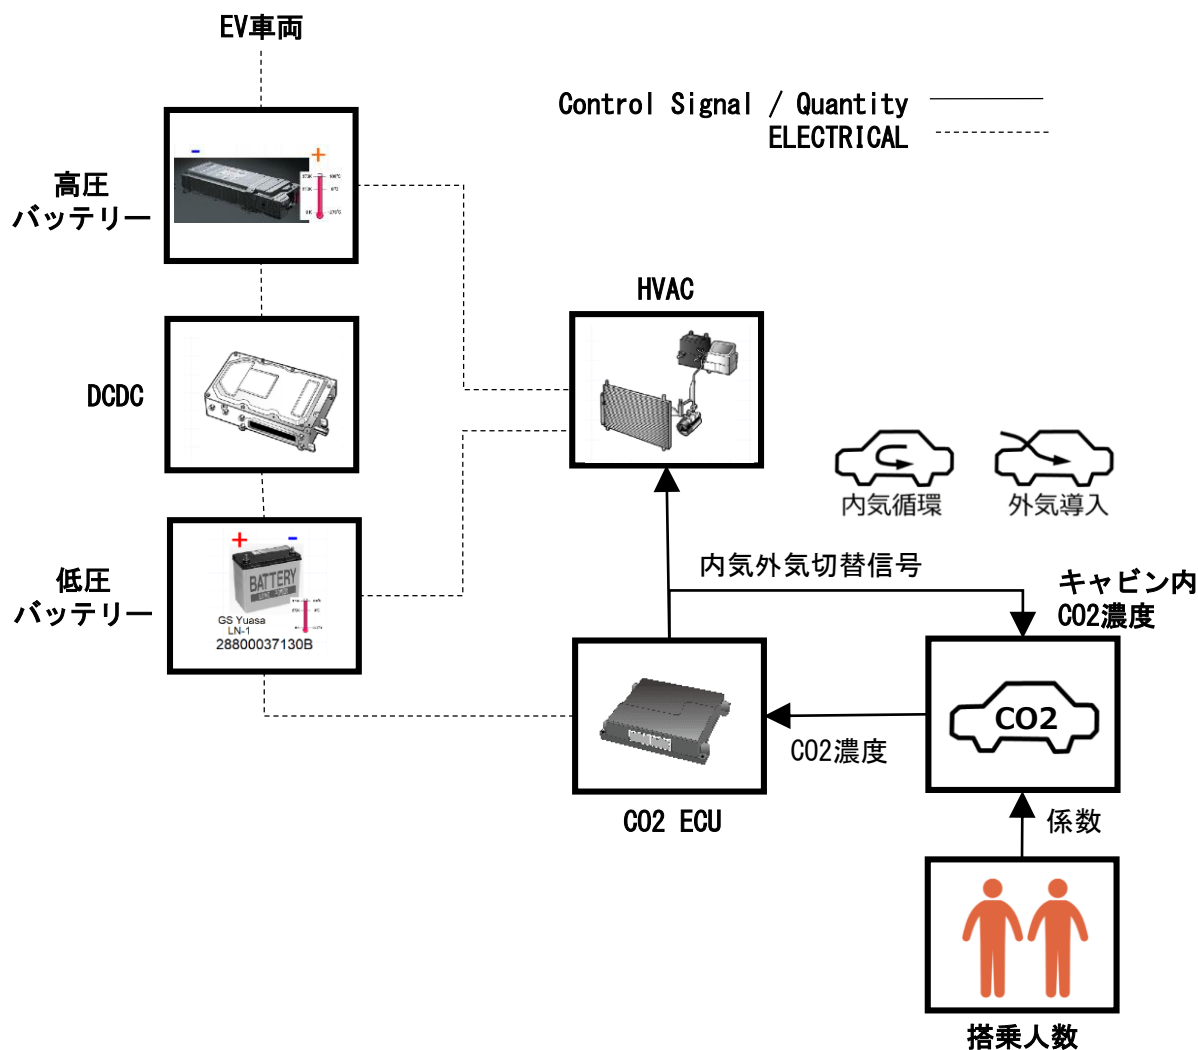 EV車両
Control Signal / Quantity
ELECTRICAL
高圧
バッテリー
- +
HVAC
DCDC
内気循環
外気導入
低圧
バッテリー
+ -
BATTERY
GS Yuasa
LN-1
28800037130B
内気外気切替信号
キャビン内
CO2濃度
CO2
CO2濃度
CO2 ECU
係数
搭乗人数